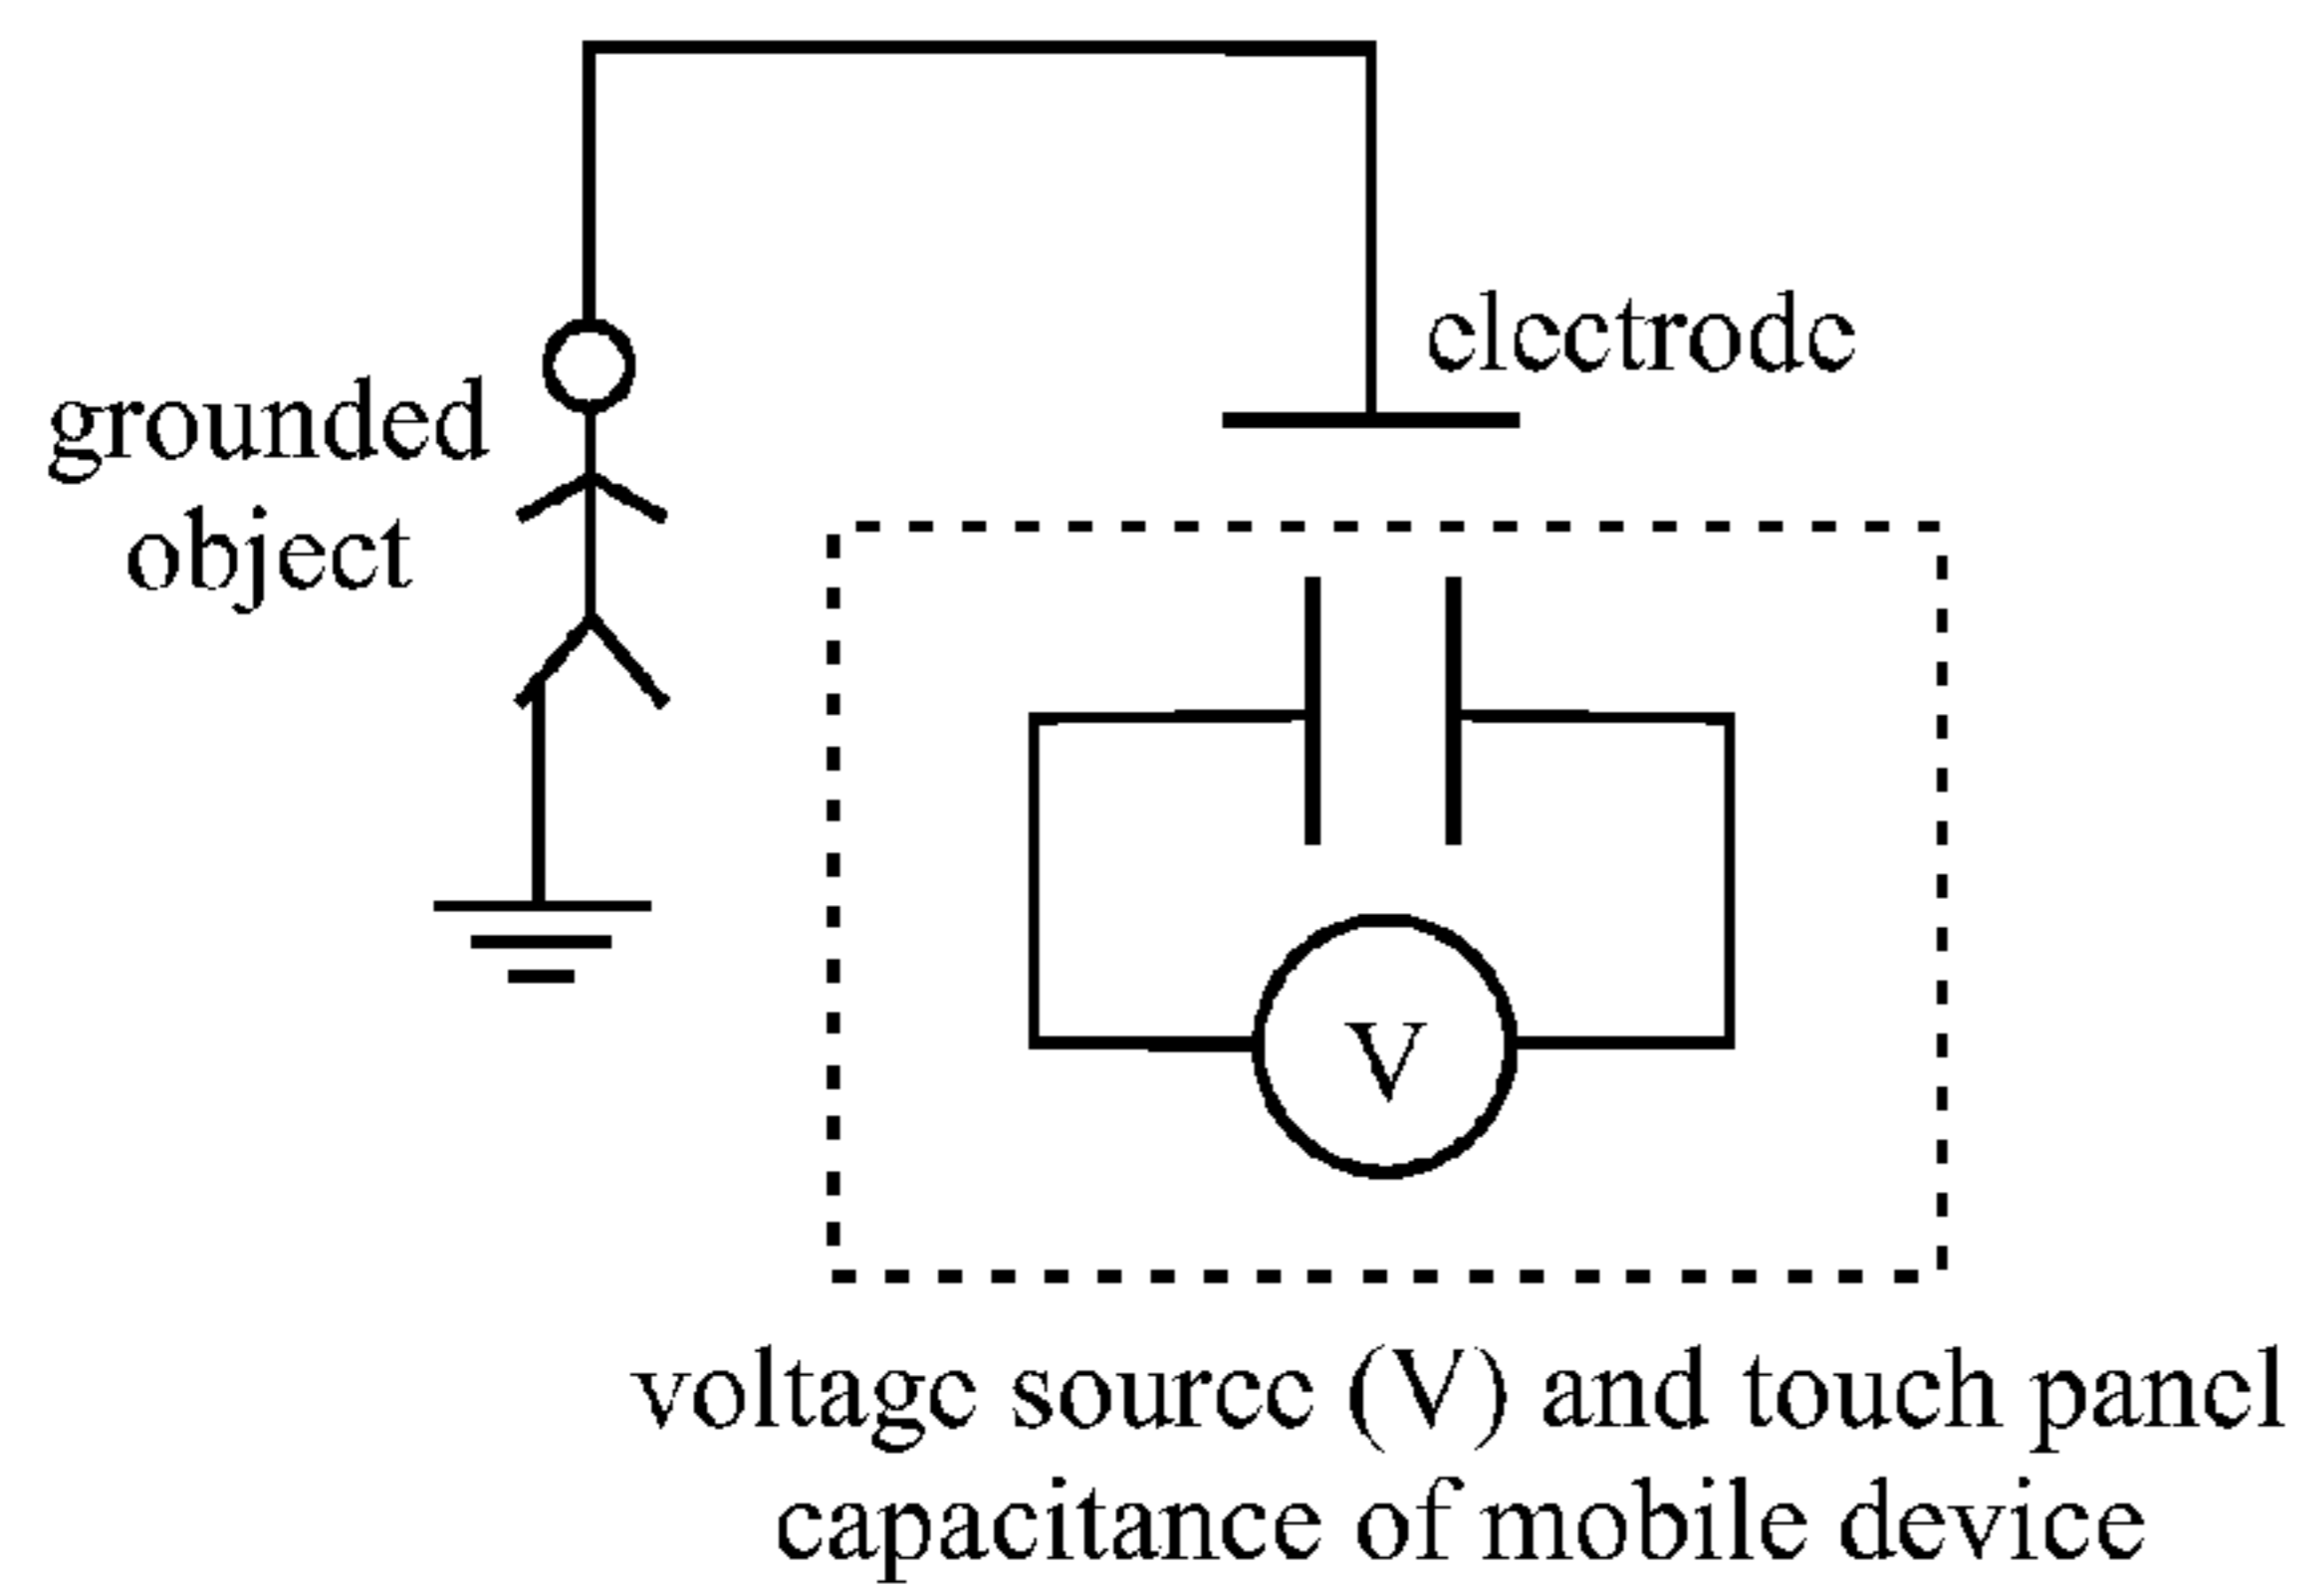 electrode
grounded
object
V
voltage source (V) and touch panel
capacitance of mobile device